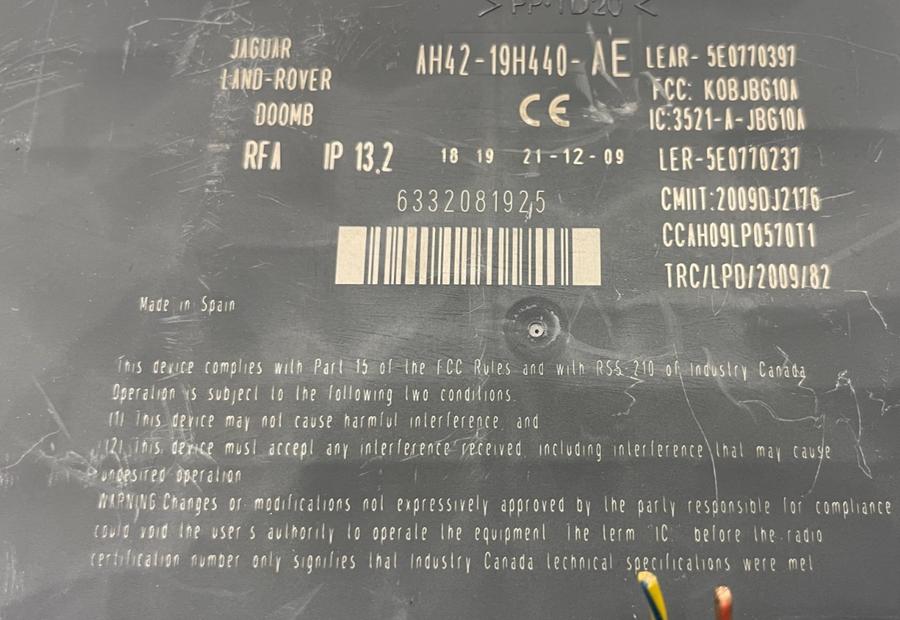 >PP-TD20<
JAGUAR
LAND-ROVER
DOOMB
AH42-19H440-AE
CE
LEAR- 5E0770397
FCC: KOBJBG10A
IC:3521-A-JBG10A
RFA IP 13.2 18 19 21-12-09
LER-5E0770237
6332081925
CMIIT:2009DJ2176
CCAH09LP0570T1
TRC/LPD/2009/82
Made in Spain
This device complies with Part 15 of the FCC Rules and with RSS 210 of Industry Canada
Operation is subject to the following two conditions.
(1) This device may not cause harmful interference, and
(2) This device must accept any interference received, including interference that may cause
undesired operation
WARNING Changes or modifications not expressively approved by the party responsible for compliance
could void the user s authority to operate the equipment The term IC: before the radio
certification number only signifies that Industry Canada technical specifications were met